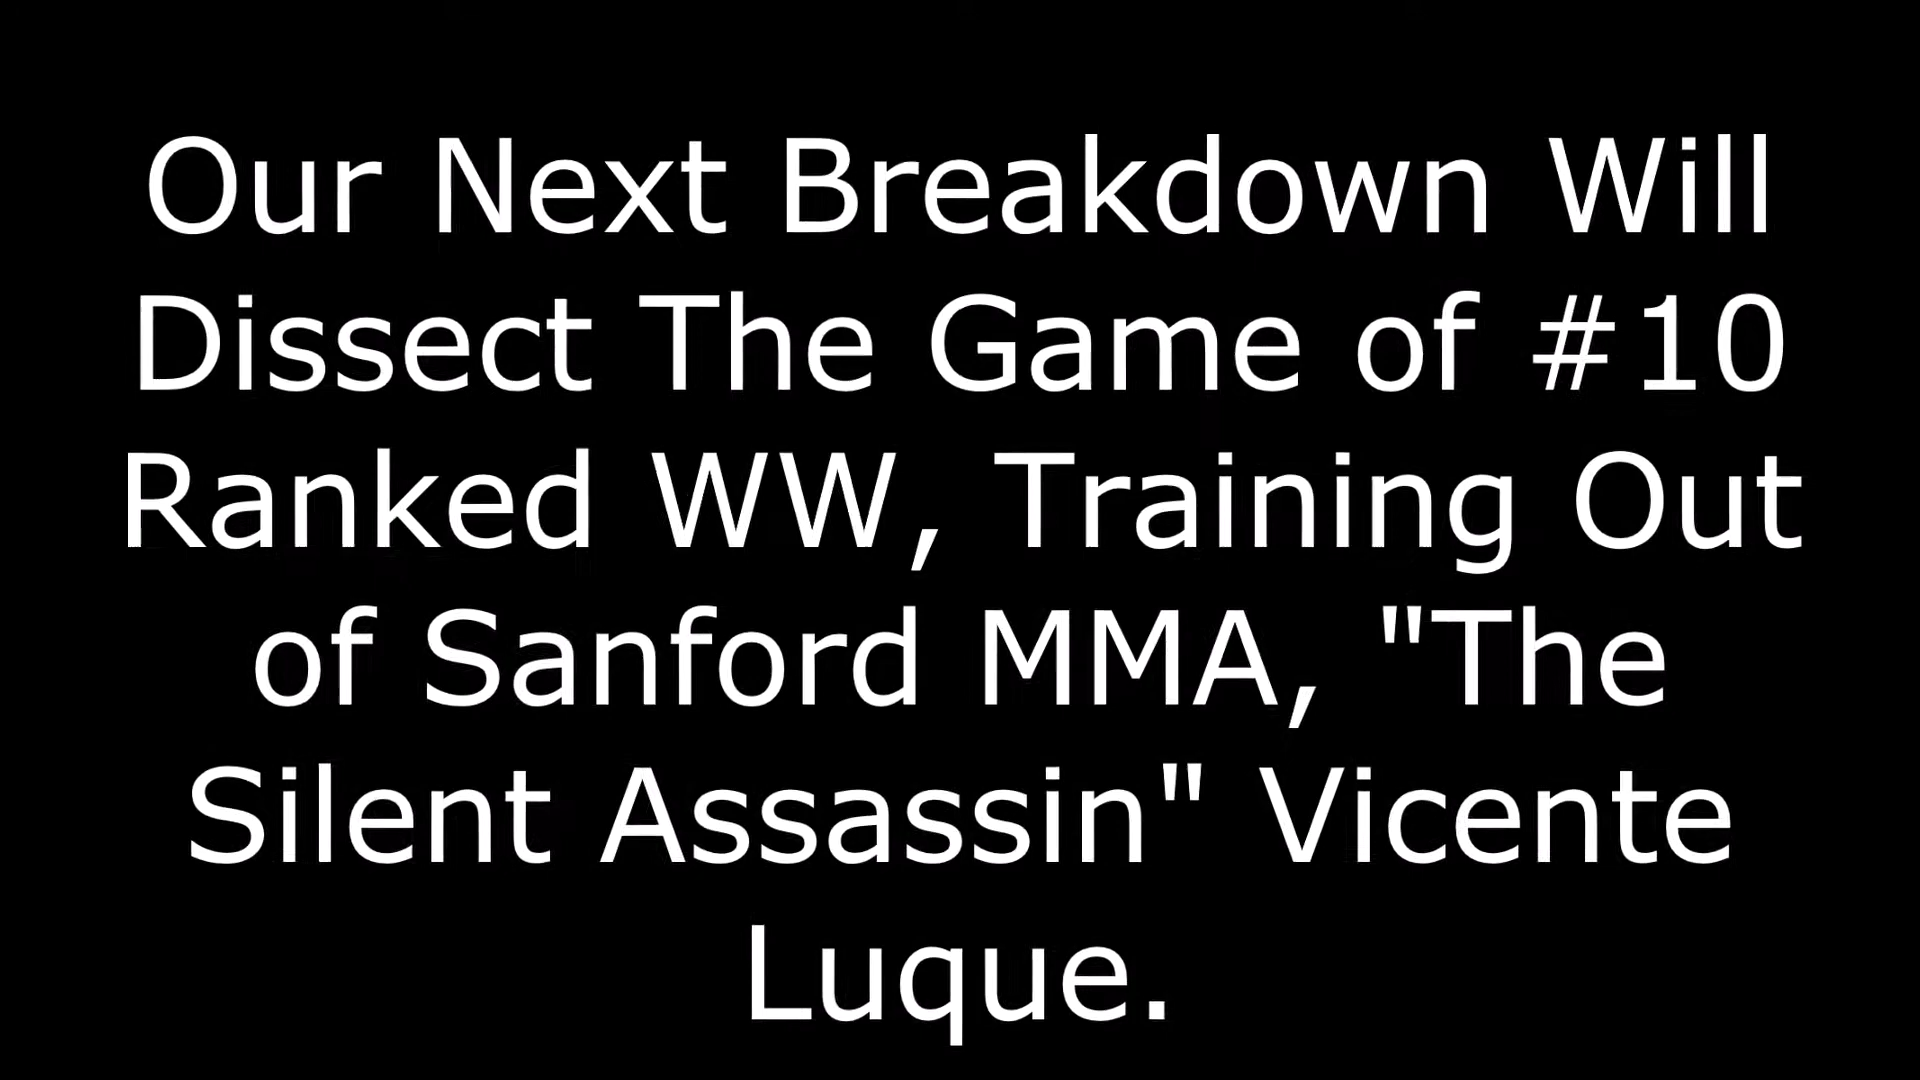 Our Next Breakdown Will
Dissect The Game of #10
Ranked WW, Training Out
of Sanford MMA, "The
Silent Assassin" Vicente
Luque.